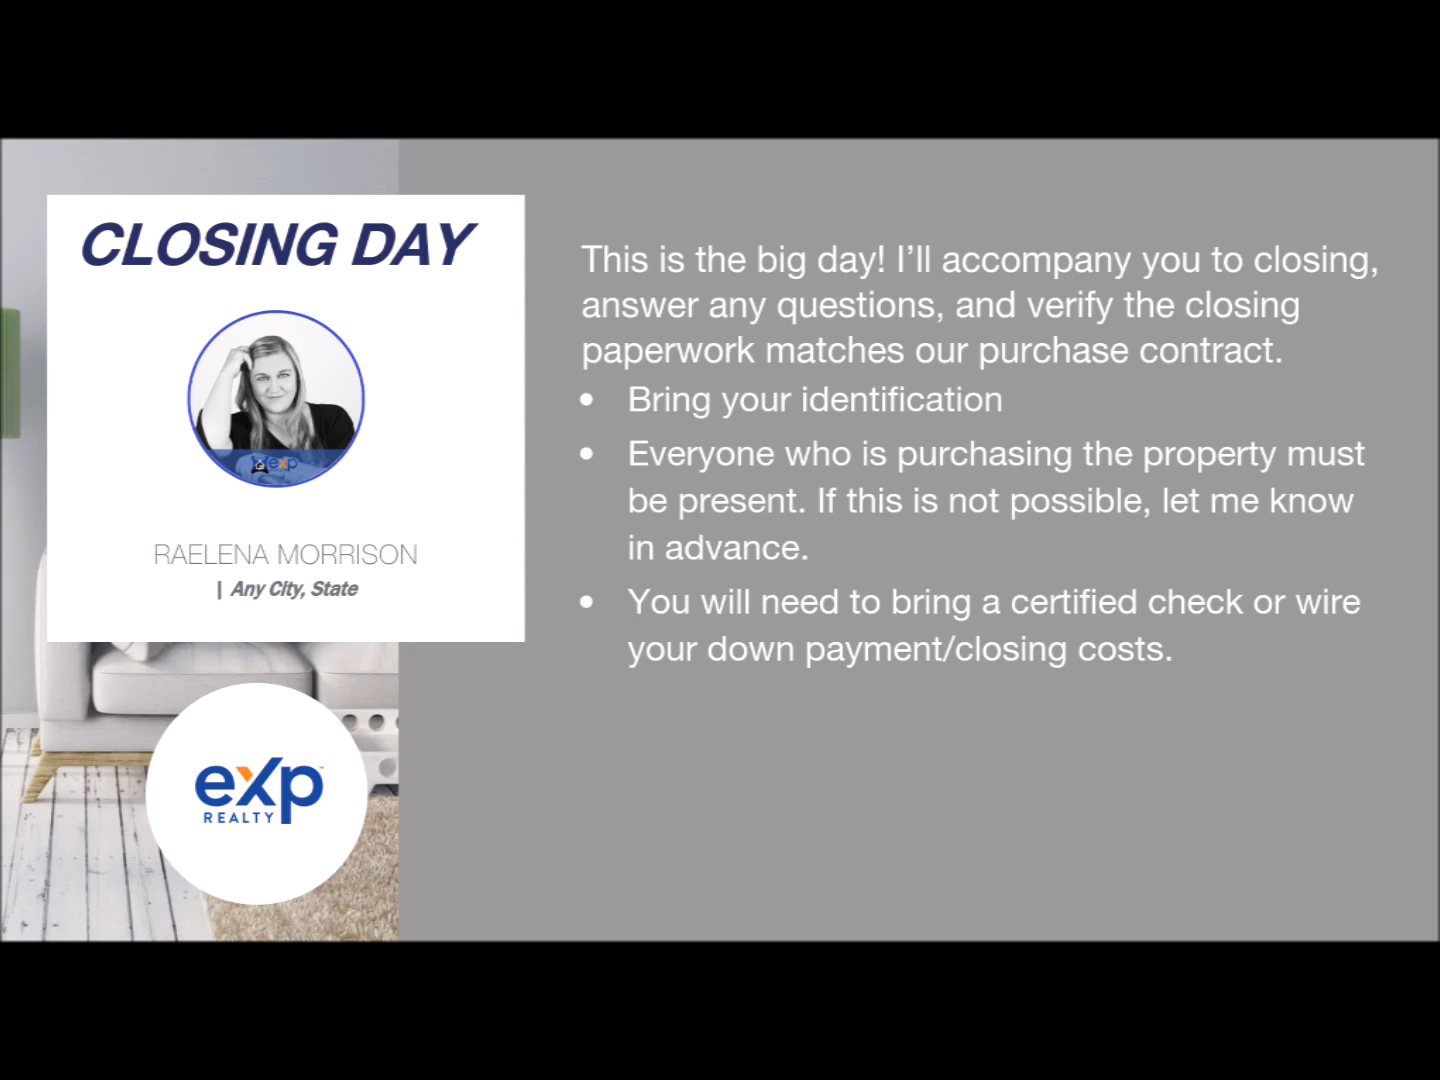 CLOSING DAY
exp
RAELENA MORRISON
| Any City, State
exp
REALTY
This is the big day! I’ll accompany you to closing,
answer any questions, and verify the closing
paperwork matches our purchase contract.
• Bring your identification
• Everyone who is purchasing the property must
be present. If this is not possible, let me know
in advance.
• You will need to bring a certified check or wire
your down payment/closing costs.